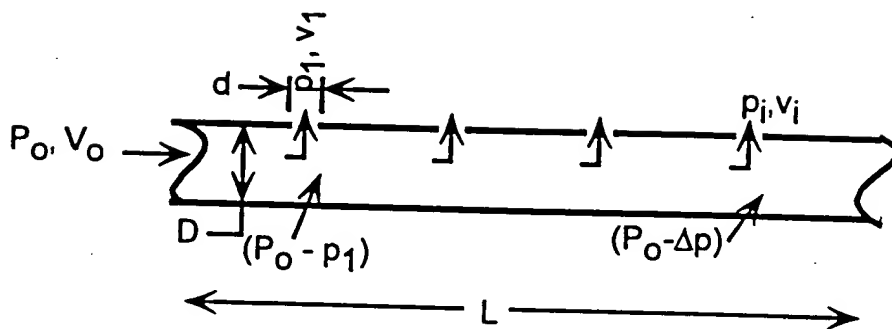 p₁, v₁
d
pᵢ, vᵢ
Pₒ, Vₒ
D
(Pₒ - p₁)
(Pₒ-Δp)
L